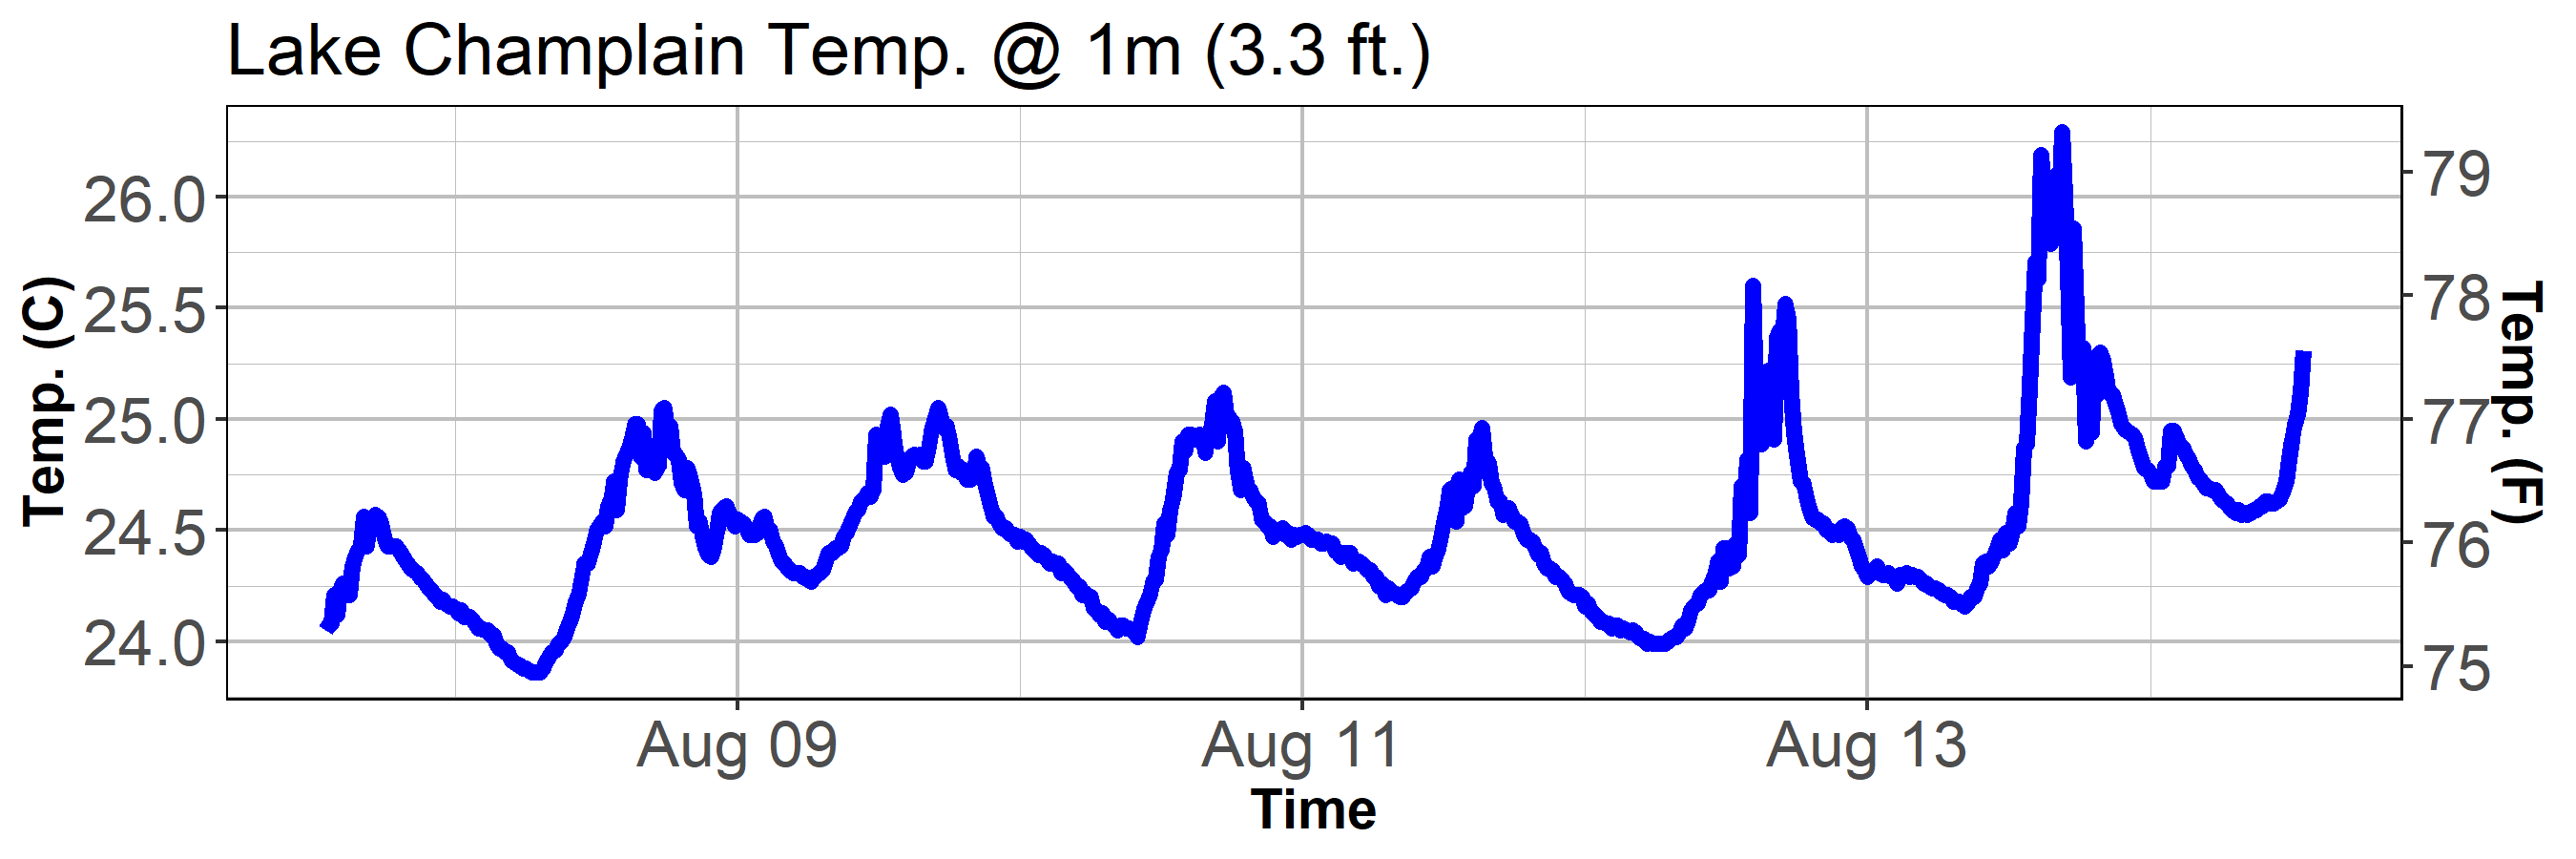 Lake Champlain Temp. @ 1m (3.3 ft.)
Temp. (C)
26.0
25.5
25.0
24.5
24.0
79
78
77
76
75
Temp. (F)
Aug 09 Aug 11 Aug 13
Time